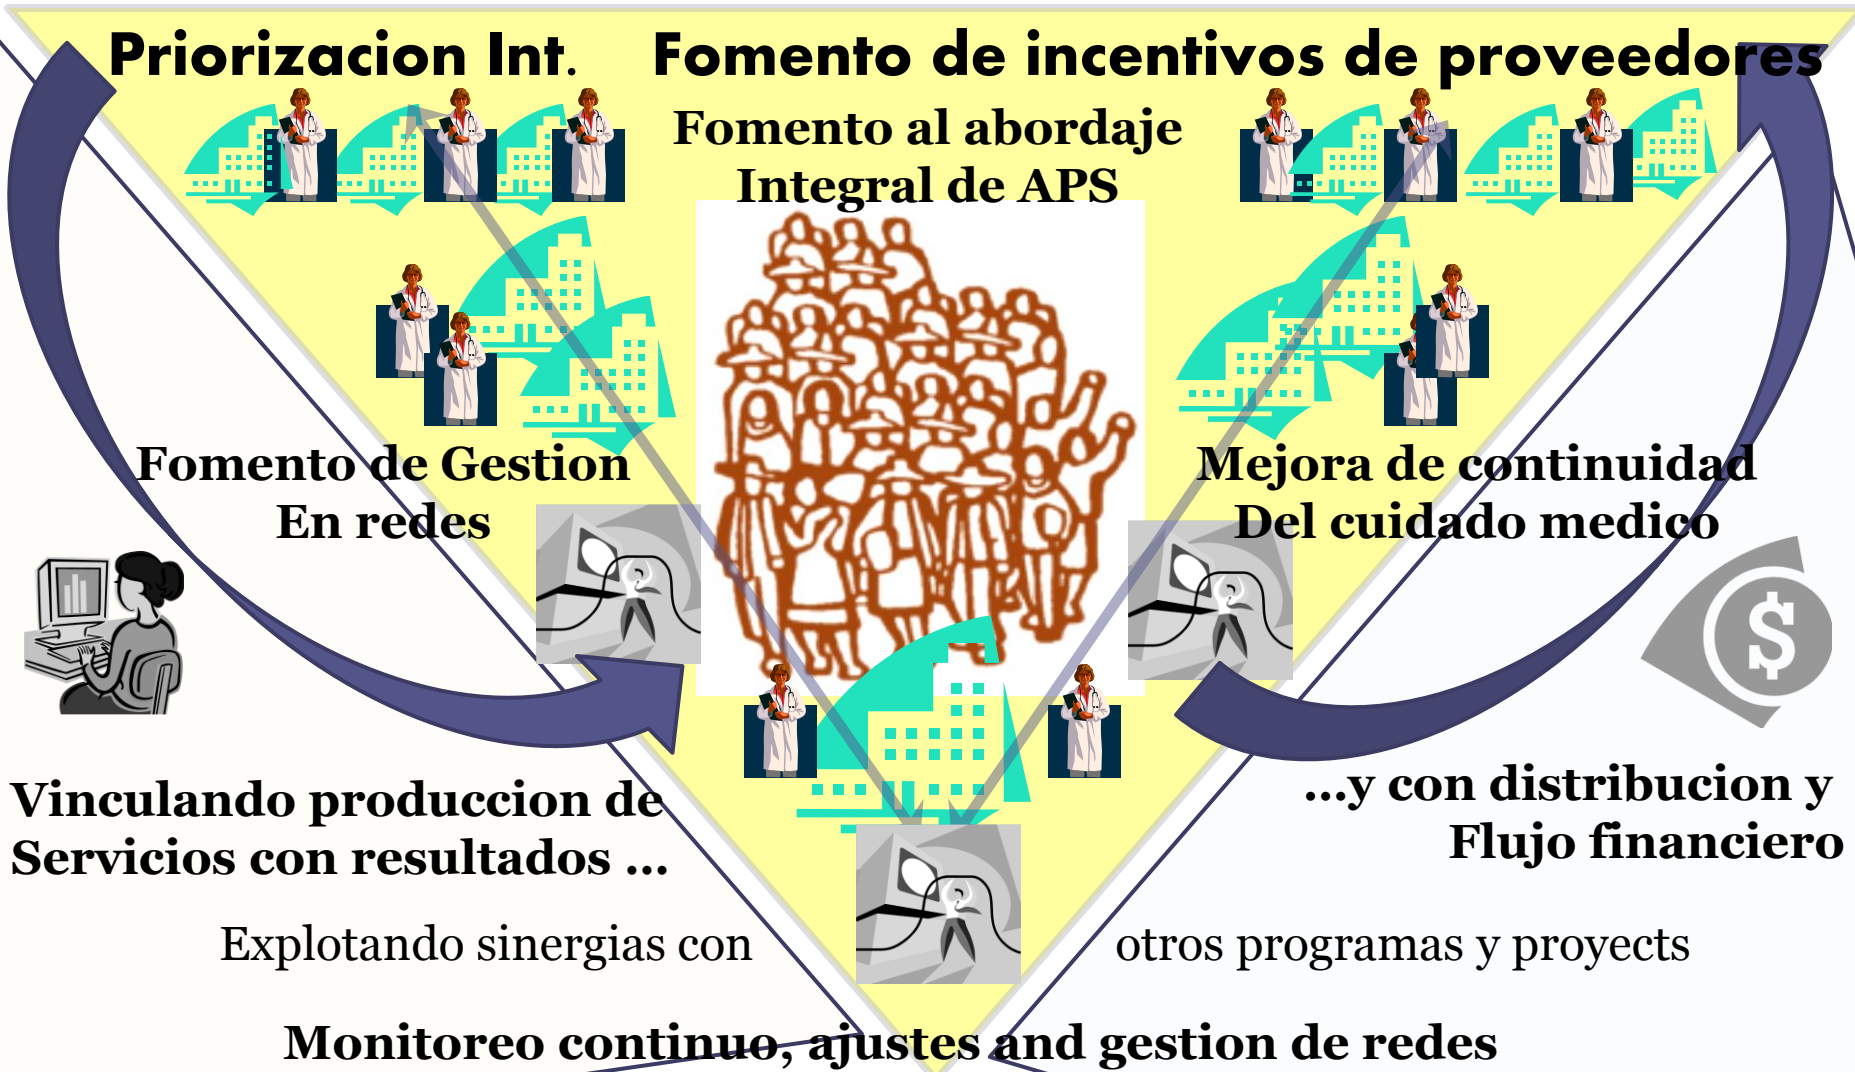 Priorizacion Int.
Fomento de incentivos de proveedores
Fomento al abordaje
Integral de APS
Fomento de Gestion
En redes
Mejora de continuidad
Del cuidado medico
$
Vinculando produccion de
Servicios con resultados ...
...y con distribucion y
Flujo financiero
Explotando sinergias con
otros programas y proyects
Monitoreo continuo, ajustes and gestion de redes